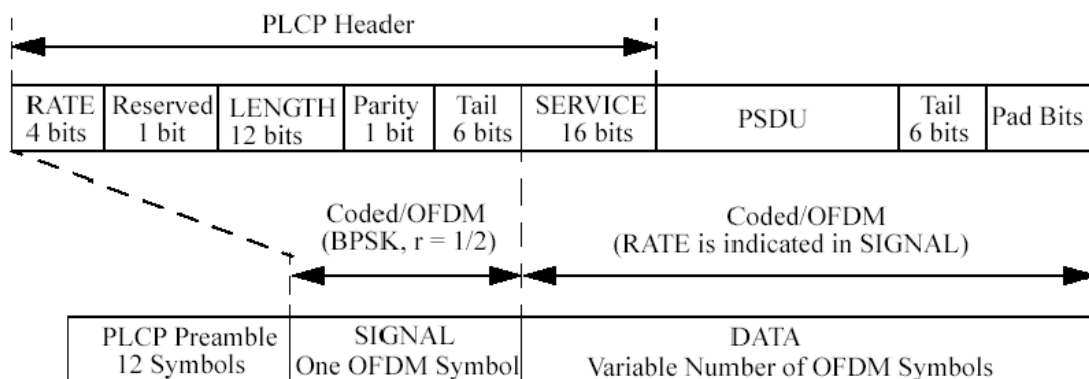 PLCP Header
RATE Reserved LENGTH Parity Tail SERVICE PSDU Tail Pad Bits
4 bits 1 bit 12 bits 1 bit 6 bits 16 bits 6 bits
Coded/OFDM Coded/OFDM
(BPSK, r = 1/2) (RATE is indicated in SIGNAL)
PLCP Preamble SIGNAL DATA
12 Symbols One OFDM Symbol Variable Number of OFDM Symbols